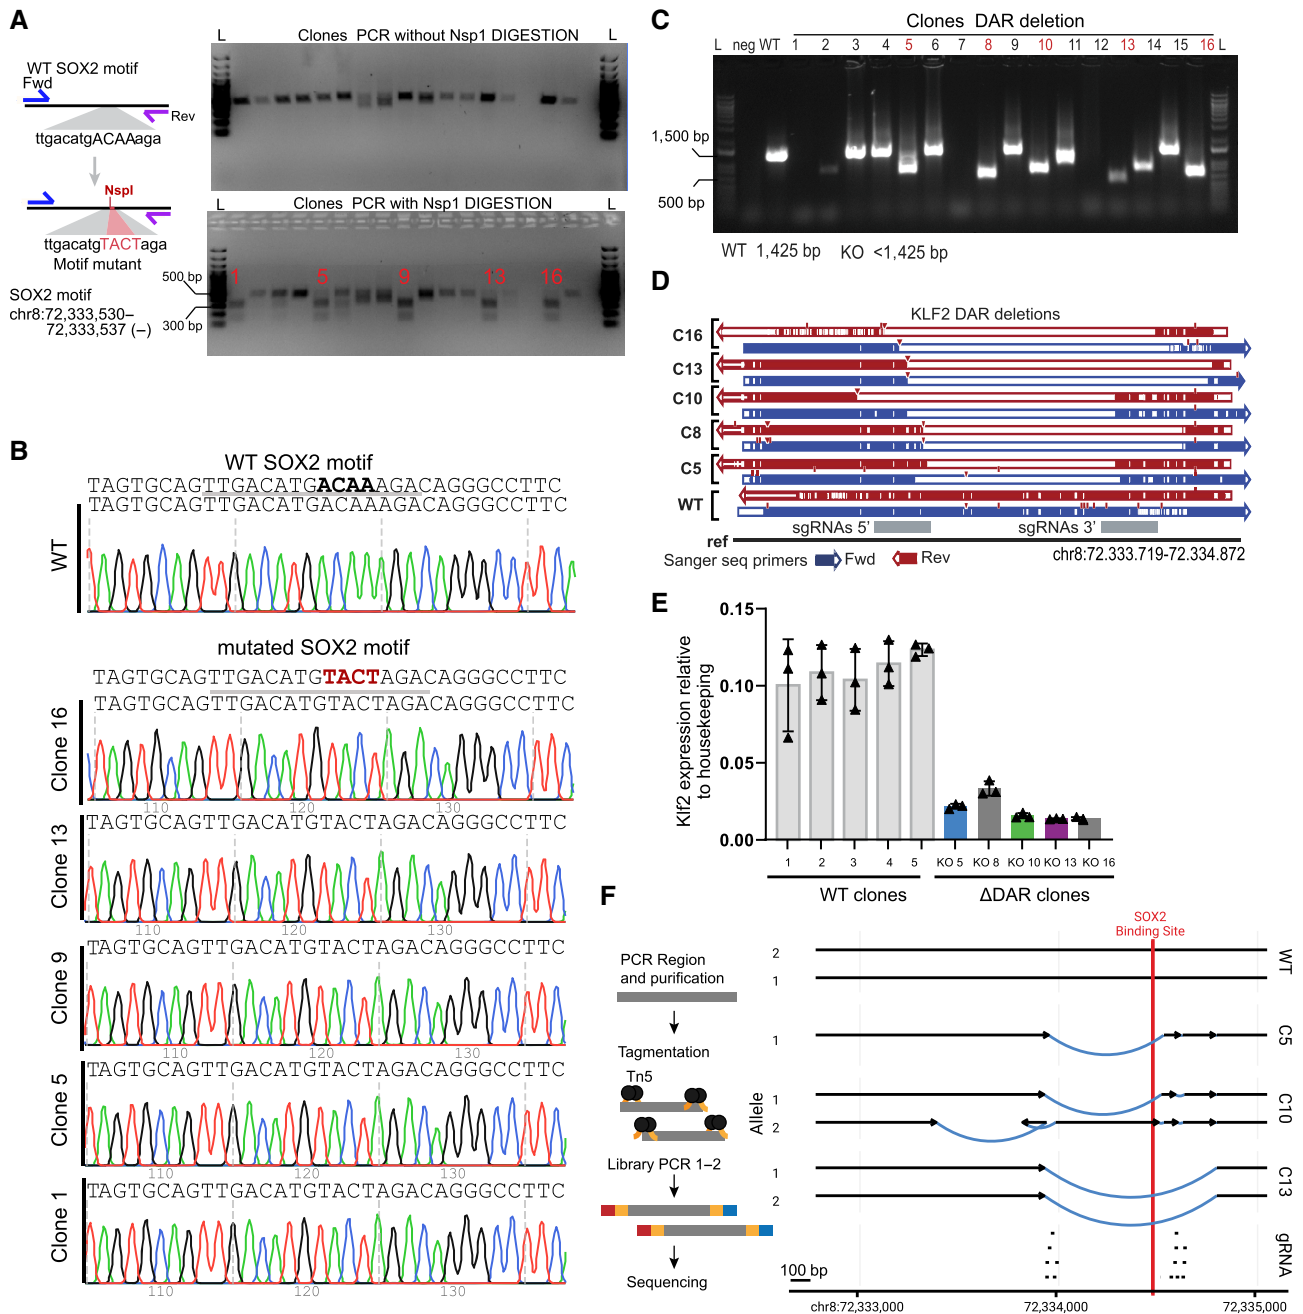 A
WT SOX2 motif
Fwd
Rev
ttgacatgACAAaga
NspI
ttgacatgTACTaga
Motif mutant
SOX2 motif
chr8:72,333,530–
72,333,537 (–)
L Clones PCR without Nsp1 DIGESTION L
L Clones PCR with Nsp1 DIGESTION L
500 bp
300 bp
1 5 9 13 16
B
WT SOX2 motif
TAGTGCAGTTGACATGACAAAGACAGGGCCTTC
TAGTGCAGTTGACATGACAAAGACAGGGCCTTC
WT
mutated SOX2 motif
TAGTGCAGTTGACATGTACTAGACAGGGCCTTC
TAGTGCAGTTGACATGTACTAGACAGGGCCTTC
Clone 16
110 120 130
TAGTGCAGTTGACATGTACTAGACAGGGCCTTC
Clone 13
110 120 130
TAGTGCAGTTGACATGTACTAGACAGGGCCTTC
Clone 9
110 120 130
TAGTGCAGTTGACATGTACTAGACAGGGCCTTC
Clone 5
110 120 130
TAGTGCAGTTGACATGTACTAGACAGGGCCTTC
Clone 1
110 120 130
C
Clones DAR deletion
L neg WT 1 2 3 4 5 6 7 8 9 10 11 12 13 14 15 16 L
1,500 bp
500 bp
WT 1,425 bp KO <1,425 bp
D
KLF2 DAR deletions
C16
C13
C10
C8
C5
WT
sgRNAs 5' sgRNAs 3'
ref
chr8:72.333.719-72.334.872
Sanger seq primers Fwd Rev
E
Klf2 expression relative
to housekeeping
0.15
0.10
0.05
0.00
1 2 3 4 5 KO 5 KO 8 KO 10 KO 13 KO 16
WT clones ΔDAR clones
F
PCR Region
and purification
Tagmentation
Tn5
Library PCR 1–2
Sequencing
SOX2
Binding Site
Allele
2
1
WT
1
C5
1
2
C10
1
2
C13
gRNA
100 bp
chr8:72,333,000 72,334,000 72,335,000